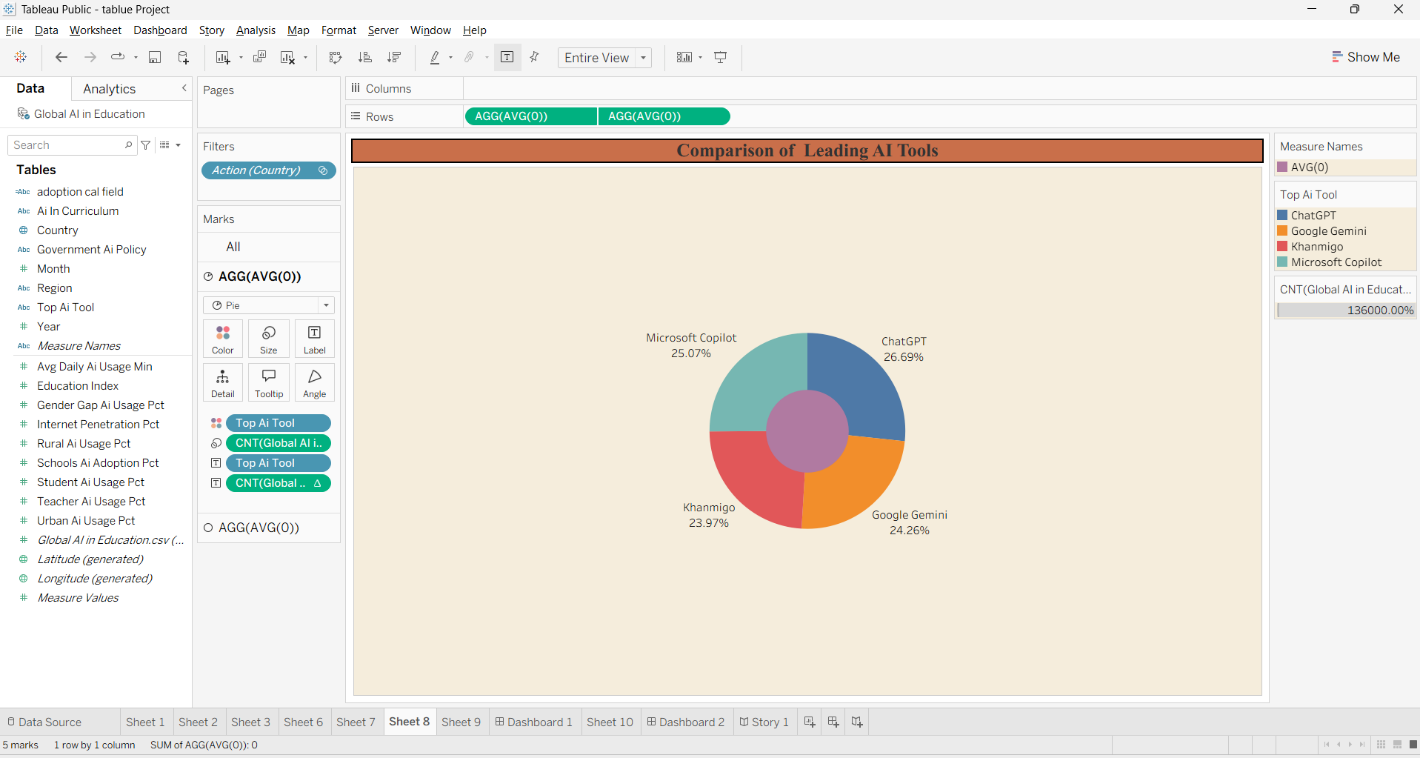 Tableau Public - tablue Project
File Data Worksheet Dashboard Story Analysis Map Format Server Window Help
Entire View
Show Me
Data Analytics
Global AI in Education
Search
Tables
=Abc adoption cal field
Abc Ai In Curriculum
Country
Abc Government Ai Policy
# Month
Abc Region
Abc Top Ai Tool
# Year
Abc Measure Names
# Avg Daily Ai Usage Min
# Education Index
# Gender Gap Ai Usage Pct
# Internet Penetration Pct
# Rural Ai Usage Pct
# Schools Ai Adoption Pct
# Student Ai Usage Pct
# Teacher Ai Usage Pct
# Urban Ai Usage Pct
# Global AI in Education.csv (...
Latitude (generated)
Longitude (generated)
# Measure Values
Pages
Filters
Action (Country)
Marks
All
AGG(AVG(0))
Pie
Color Size Label
Detail Tooltip Angle
Top Ai Tool
CNT(Global AI i..
Top Ai Tool
CNT(Global .. Δ
AGG(AVG(0))
Columns
Rows AGG(AVG(0)) AGG(AVG(0))
Comparison of Leading AI Tools
Microsoft Copilot
25.07%
ChatGPT
26.69%
Khanmigo
23.97%
Google Gemini
24.26%
Measure Names
AVG(0)
Top Ai Tool
ChatGPT
Google Gemini
Khanmigo
Microsoft Copilot
CNT(Global AI in Educat...
136000.00%
Data Source Sheet 1 Sheet 2 Sheet 3 Sheet 6 Sheet 7 Sheet 8 Sheet 9 Dashboard 1 Sheet 10 Dashboard 2 Story 1
5 marks 1 row by 1 column SUM of AGG(AVG(0)): 0